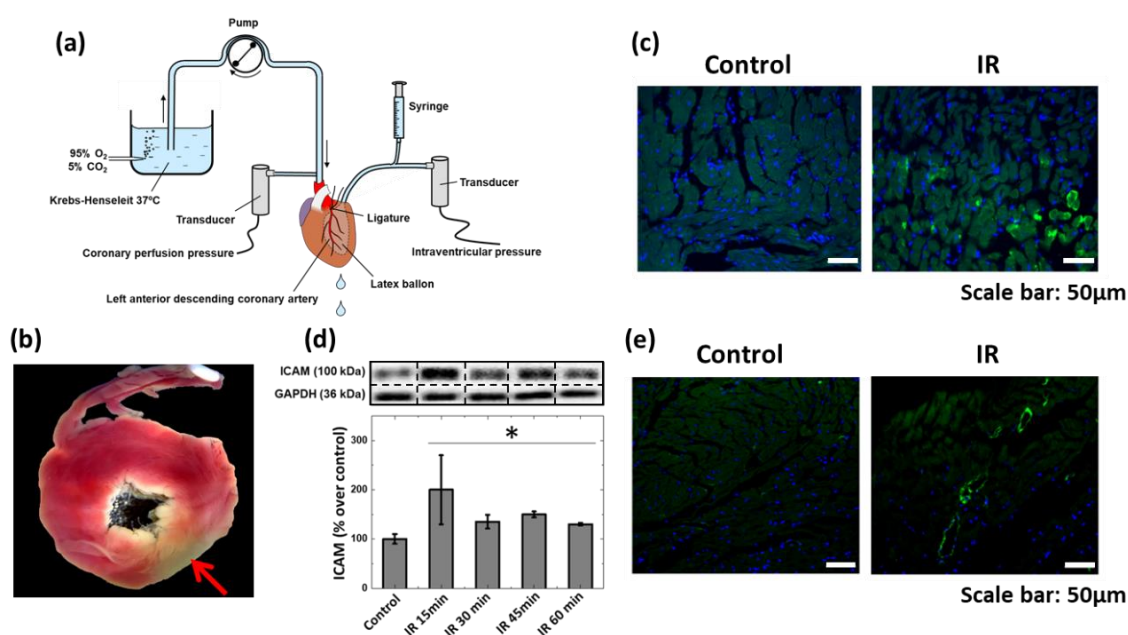 (a)
Pump
Syringe
95% O₂
5% CO₂
Krebs-Henseleit 37ºC
Transducer
Transducer
Ligature
Coronary perfusion pressure
Intraventricular pressure
Left anterior descending coronary artery
Latex ballon
(b)
(c)
Control
IR
Scale bar: 50µm
(d)
ICAM (100 kDa)
GAPDH (36 kDa)
*
ICAM (% over control)
300
200
150
100
50
0
Control
IR 15min
IR 30 min
IR 45min
IR 60 min
(e)
Control
IR
Scale bar: 50µm